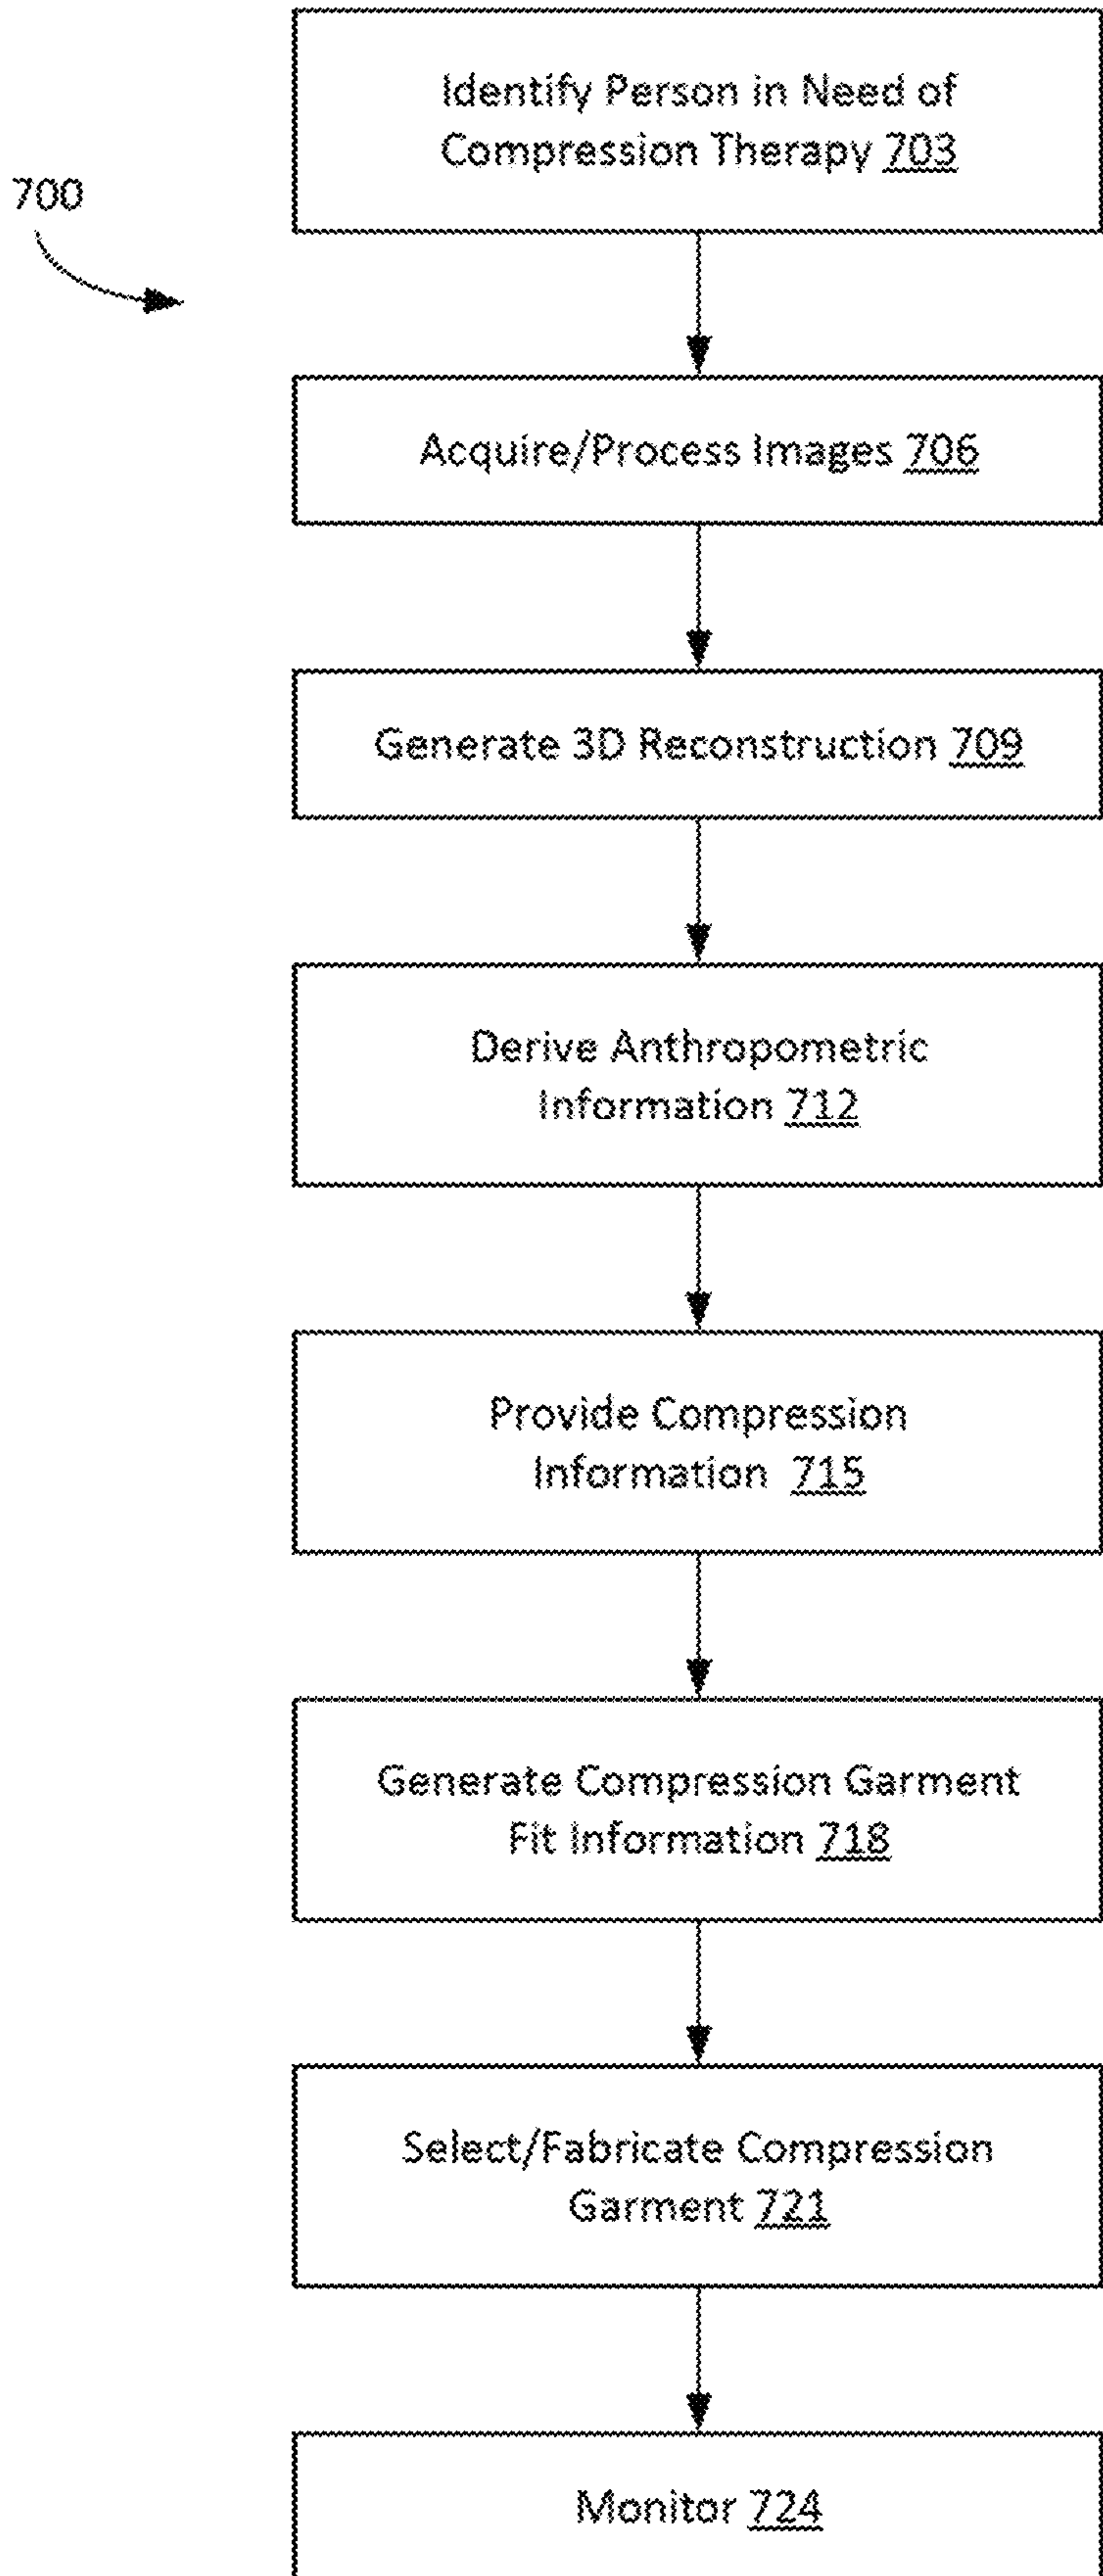 Identify Person in Need of
Compression Therapy 703
700
Acquire/Process Images 706
Generate 3D Reconstruction 709
Derive Anthropometric
Information 712
Provide Compression
Information 715
Generate Compression Garment
Fit Information 718
Select/Fabricate Compression
Garment 721
Monitor 724